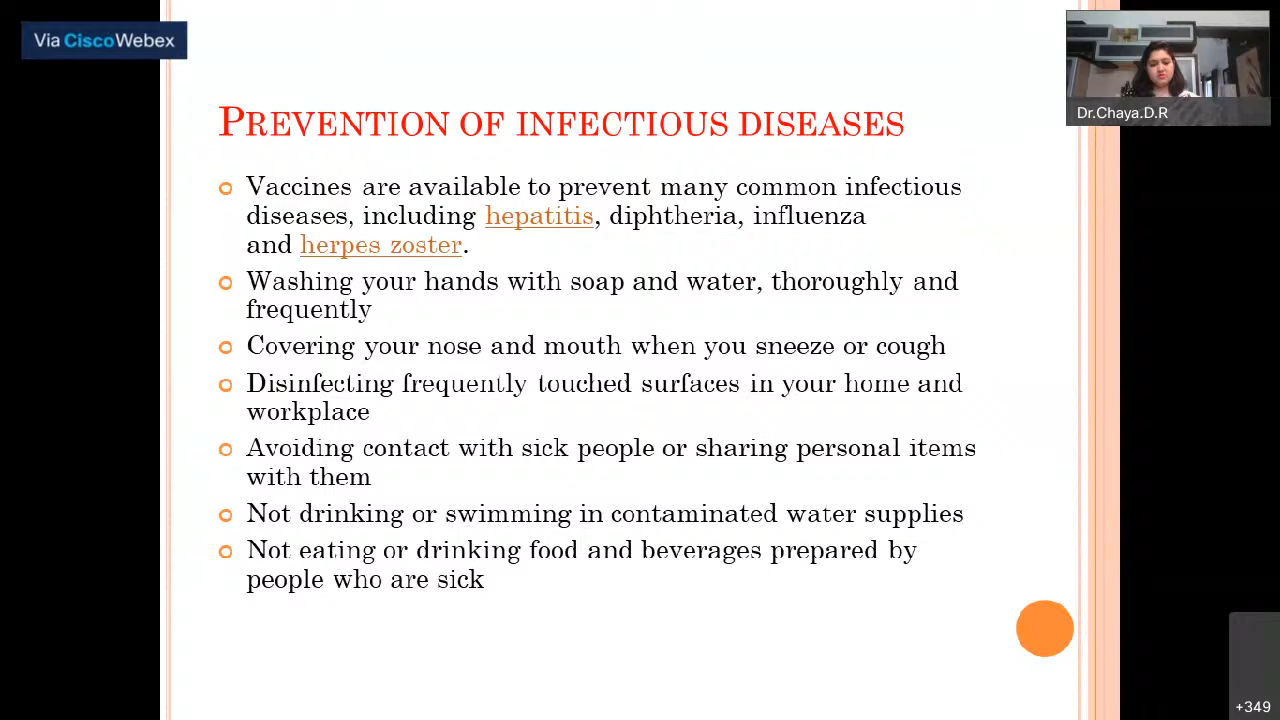 Via CiscoWebex
Dr.Chaya.D.R
PREVENTION OF INFECTIOUS DISEASES
Vaccines are available to prevent many common infectious
diseases, including hepatitis, diphtheria, influenza
and herpes zoster.
Washing your hands with soap and water, thoroughly and
frequently
Covering your nose and mouth when you sneeze or cough
Disinfecting frequently touched surfaces in your home and
workplace
Avoiding contact with sick people or sharing personal items
with them
Not drinking or swimming in contaminated water supplies
Not eating or drinking food and beverages prepared by
people who are sick
+349